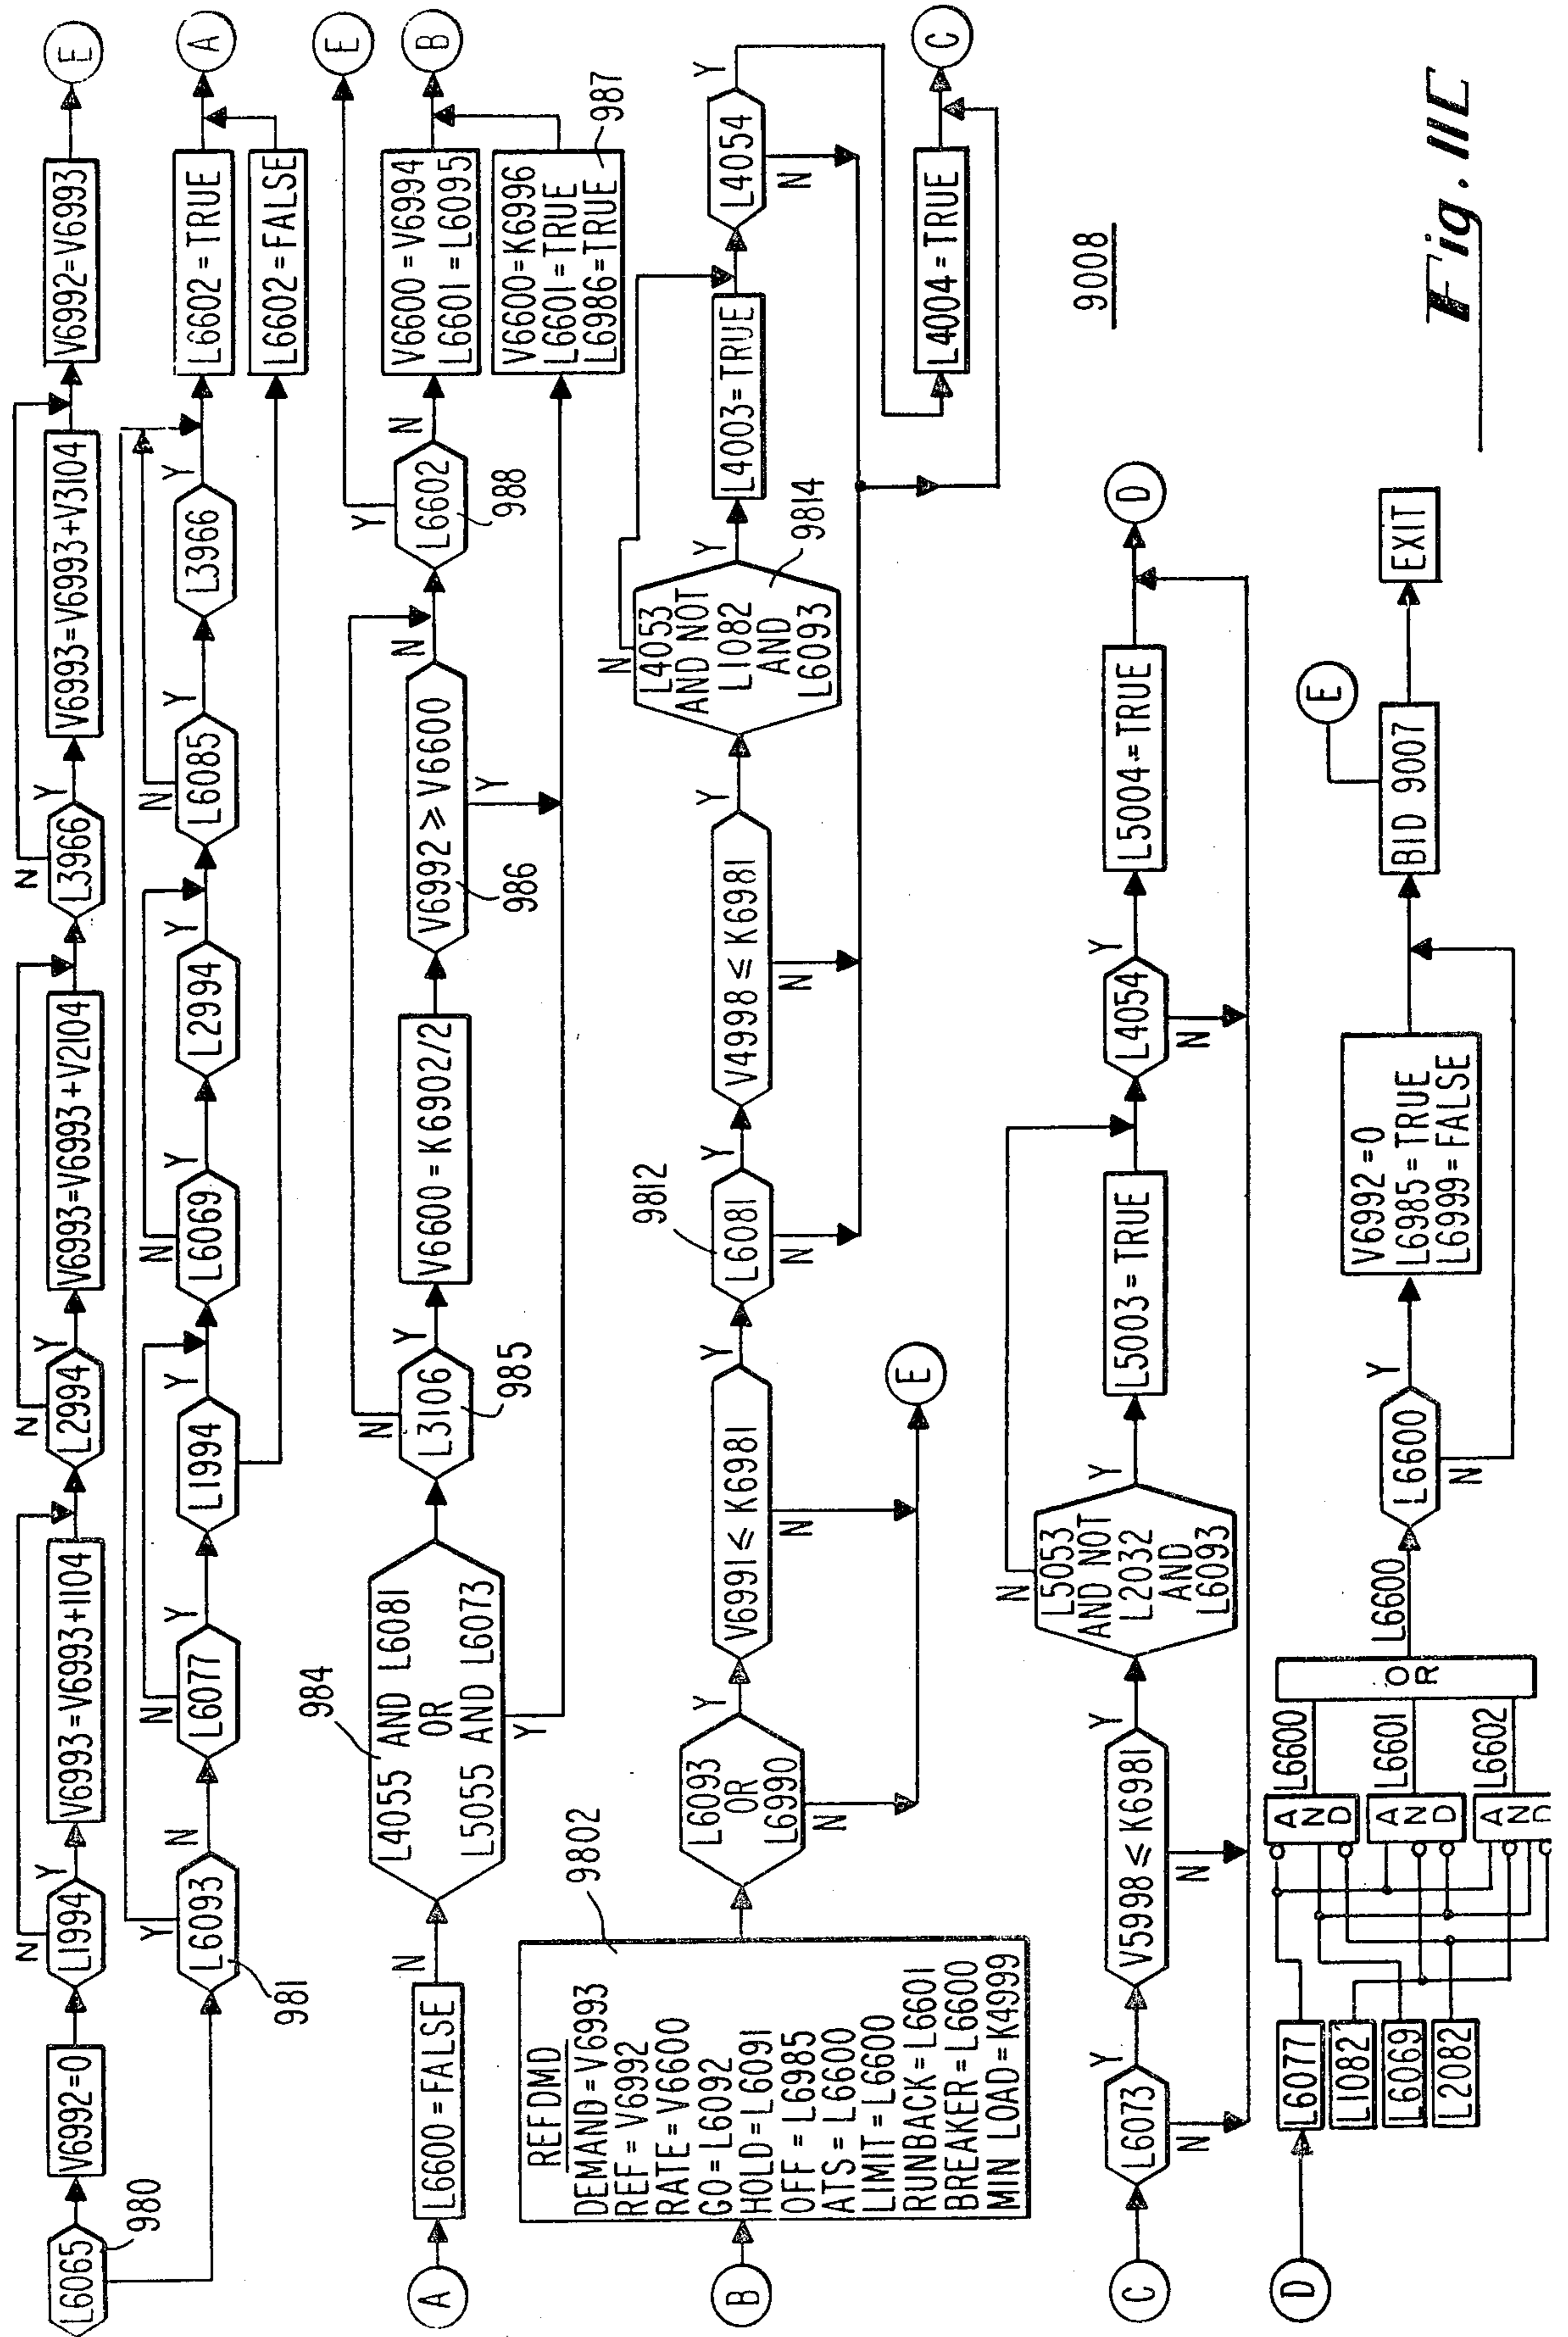 L6065
980
V6992=0
L1994
N
Y
V6993=V6993+1104
L2994
N
Y
V6993=V6993+V2104
L3966
N
Y
V6993=V6993+V3104
V6992=V6993
E
L6093
981
Y
N
L6077
N
Y
L1994
Y
L6069
N
Y
L2994
Y
L6085
N
Y
L3966
Y
L6602=TRUE
A
L6602=FALSE
A
L6600=FALSE
N
984
L4055 AND L6081
OR
L5055 AND L6073
Y
L3106
985
N
Y
V6600=K6902/2
V6992 ≥ V6600
986
N
Y
L6602
988
Y
E
N
V6600=V6994
L6601=L6095
B
V6600=K6996
L6601=TRUE
L6986=TRUE
987
B
9802
REFDMD
DEMAND=V6993
REF=V6992
RATE=V6600
GO=L6092
HOLD=L6091
OFF=L6985
ATS=L6600
LIMIT=L6600
RUNBACK=L6601
BREAKER=L6600
MIN LOAD=K4999
L6093
OR
L6990
Y
N
V6991 ≤ K6981
Y
N
E
9812
L6081
Y
N
V4998 ≤ K6981
Y
N
L4053
AND NOT
L1082
AND
L6093
9814
N
Y
L4003=TRUE
L4054
Y
N
L4004=TRUE
C
9008
C
L6073
Y
N
V5998 ≤ K6981
Y
N
L5053
AND NOT
L2032
AND
L6093
N
Y
L5003=TRUE
L4054
Y
N
L5004=TRUE
D
D
L6077
L1082
L6069
L2082
AND
AND
AND
L6600
L6601
L6602
OR
L6600
L6600
Y
N
V6992=0
L6985=TRUE
L6999=FALSE
BID 9007
E
EXIT
Fig. 11C